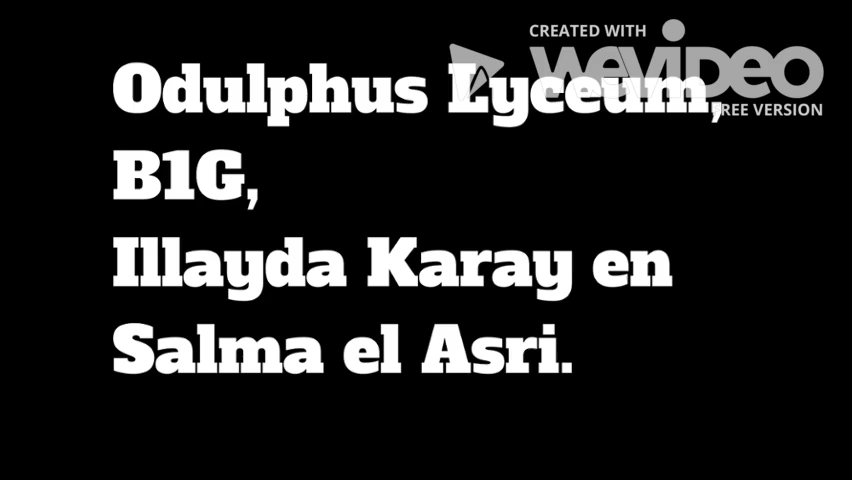 CREATED WITH
WEVIDEO
FREE VERSION
Odulphus Lyceum,
B1G,
Illayda Karay en
Salma el Asri.